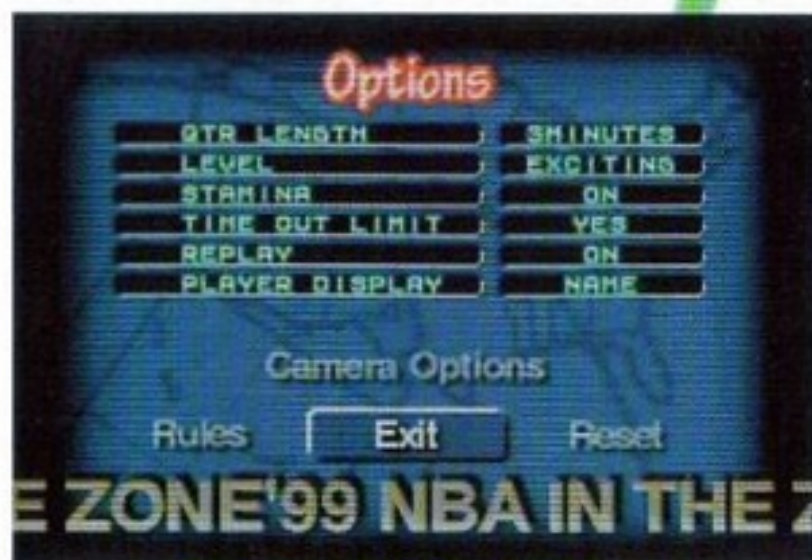 Options
QTR LENGTH : 3MINUTES
LEVEL : EXCITING
STAMINA : ON
TIME OUT LIMIT : YES
REPLAY : ON
PLAYER DISPLAY : NAME
Camera Options
Rules Exit Reset
E ZONE'99 NBA IN THE Z